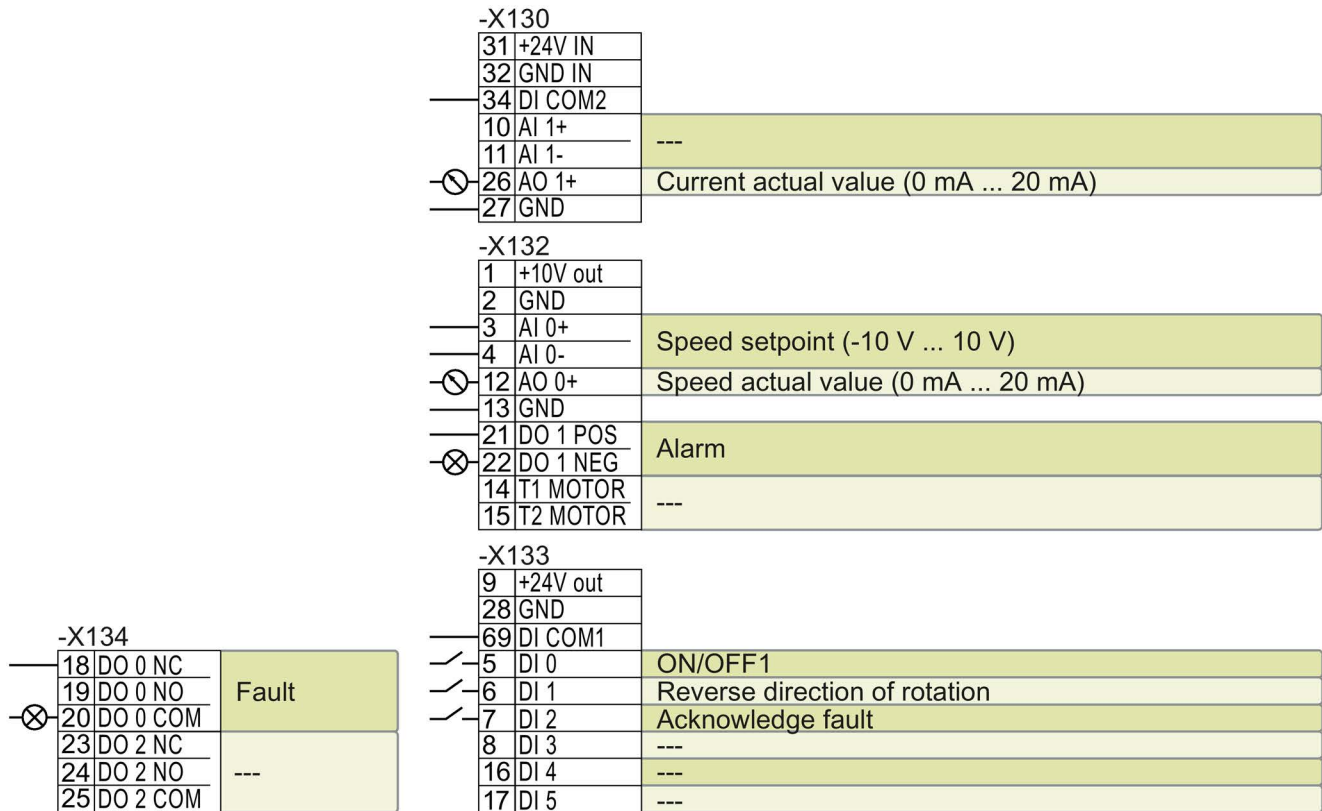 -X130
31 +24V IN
32 GND IN
34 DI COM2
10 AI 1+
---
11 AI 1-
26 AO 1+ Current actual value (0 mA ... 20 mA)
27 GND
-X132
1 +10V out
2 GND
3 AI 0+
Speed setpoint (-10 V ... 10 V)
4 AI 0-
12 AO 0+ Speed actual value (0 mA ... 20 mA)
13 GND
21 DO 1 POS
Alarm
22 DO 1 NEG
14 T1 MOTOR
---
15 T2 MOTOR
-X133
9 +24V out
28 GND
69 DI COM1
5 DI 0 ON/OFF1
6 DI 1 Reverse direction of rotation
7 DI 2 Acknowledge fault
8 DI 3 ---
16 DI 4 ---
17 DI 5 ---
-X134
18 DO 0 NC
19 DO 0 NO Fault
20 DO 0 COM
23 DO 2 NC
24 DO 2 NO ---
25 DO 2 COM